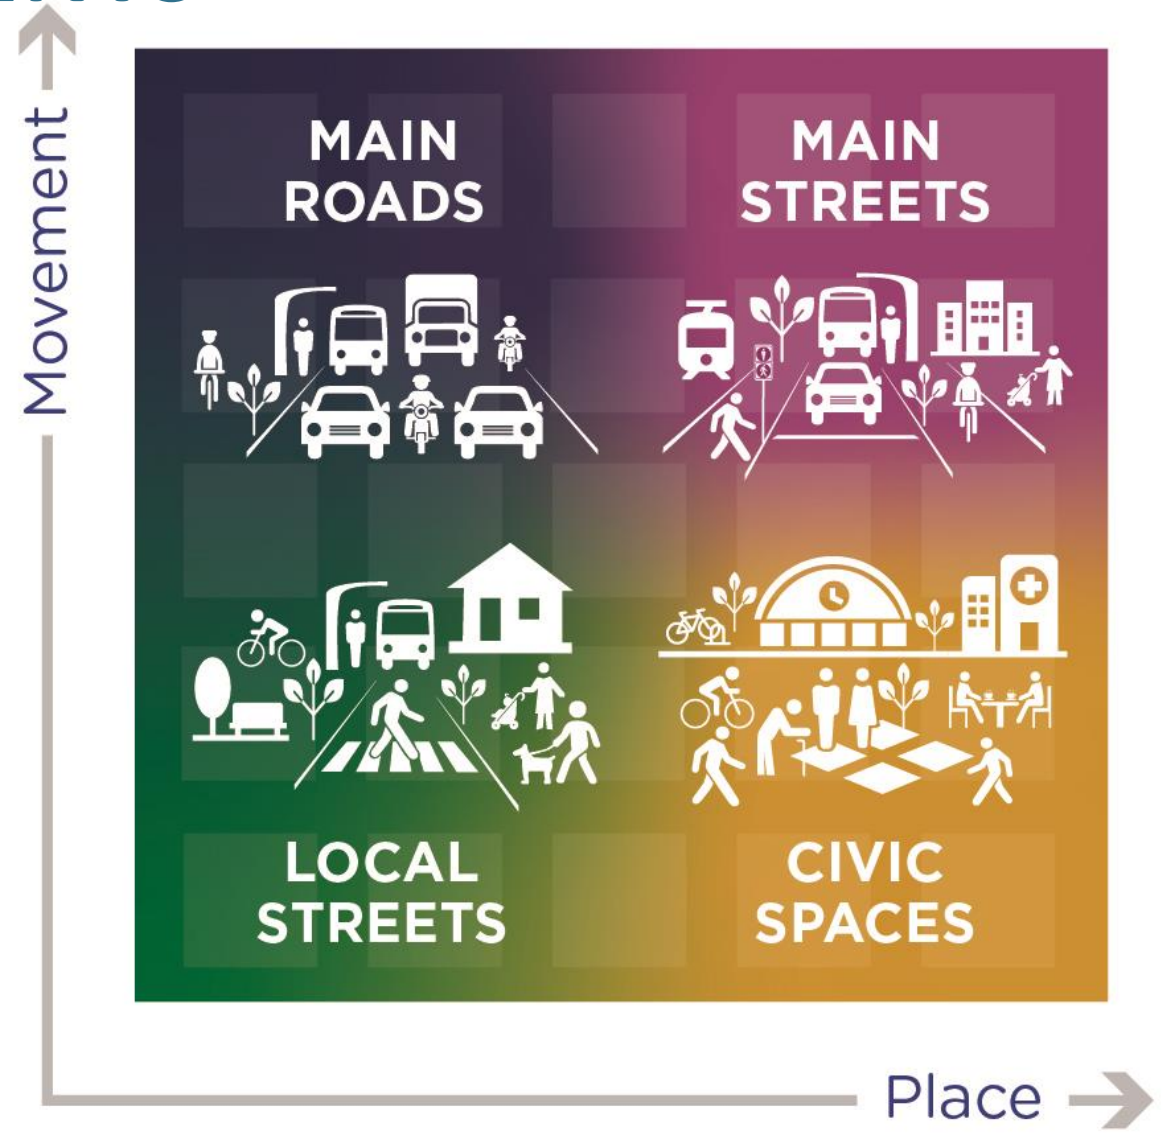 Movement
MAIN
ROADS
MAIN
STREETS
LOCAL
STREETS
CIVIC
SPACES
Place